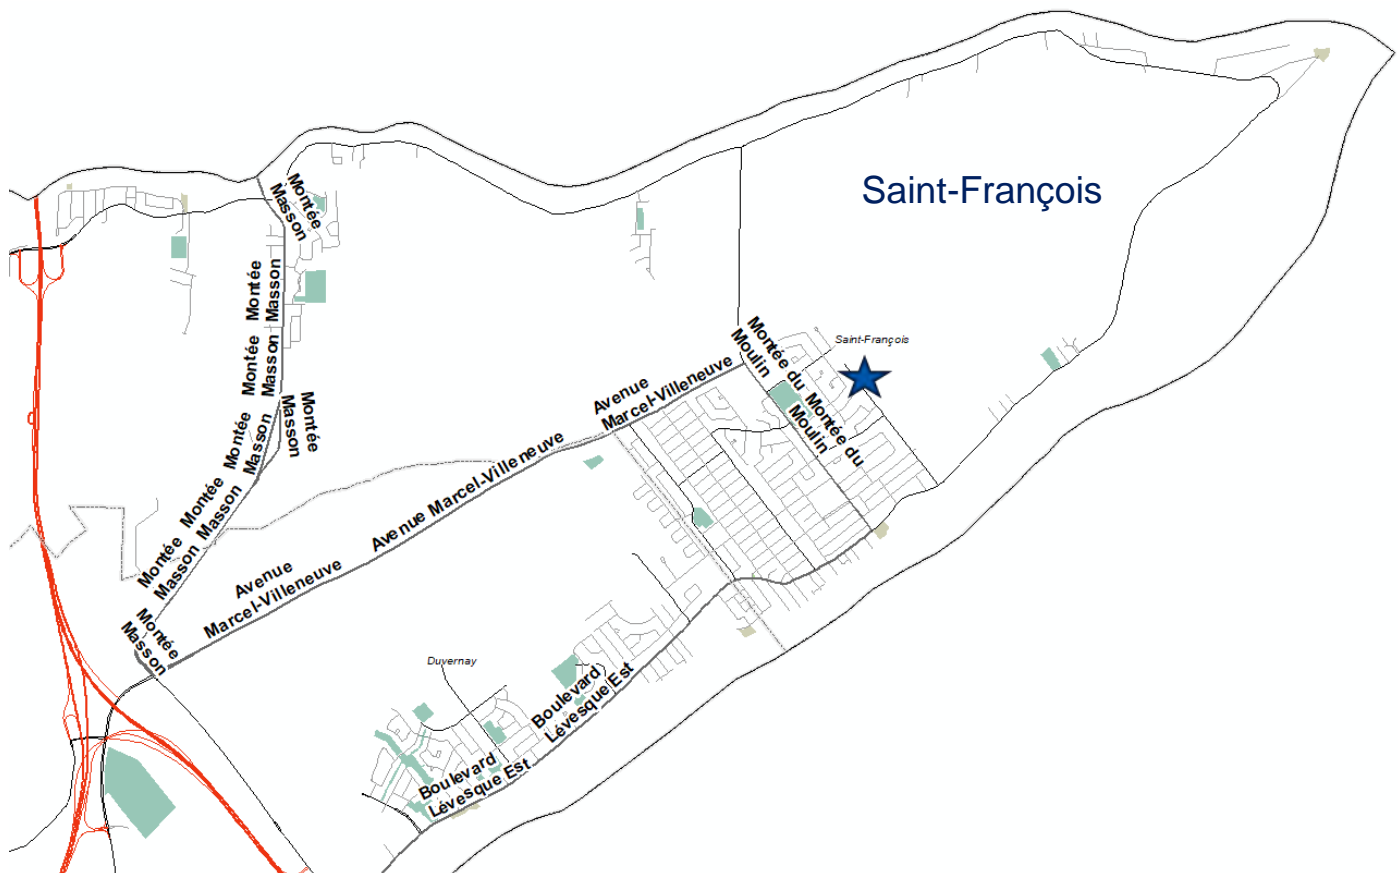 Saint-François
Montée
Masson
Montée
Masson
Montée
Masson
Montée
Masson
Montée
Masson
Montée
Masson
Montée
Masson
Montée
Masson
Avenue
Marcel-Villeneuve
Avenue Marcel-Villeneuve
Avenue
Marcel-Villeneuve
Montée du
Moulin
Montée du
Moulin
Saint-François
Duvernay
Boulevard
Lévesque Est
Boulevard
Lévesque Est